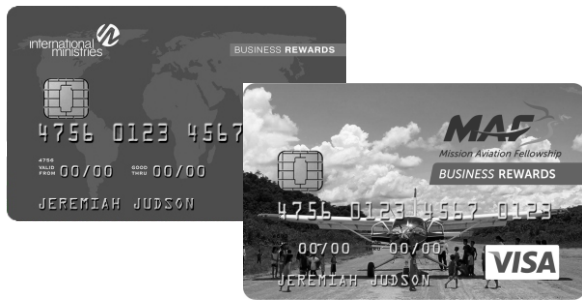 international
ministries
BUSINESS REWARDS
4756 0123 4567
4756
VALID FROM 00/00 GOOD THRU 00/00
JEREMIAH JUDSON
MAF
Mission Aviation Fellowship
BUSINESS REWARDS
4756 0123 4567 0123
00/00 00/00
JEREMIAH JUDSON
VISA